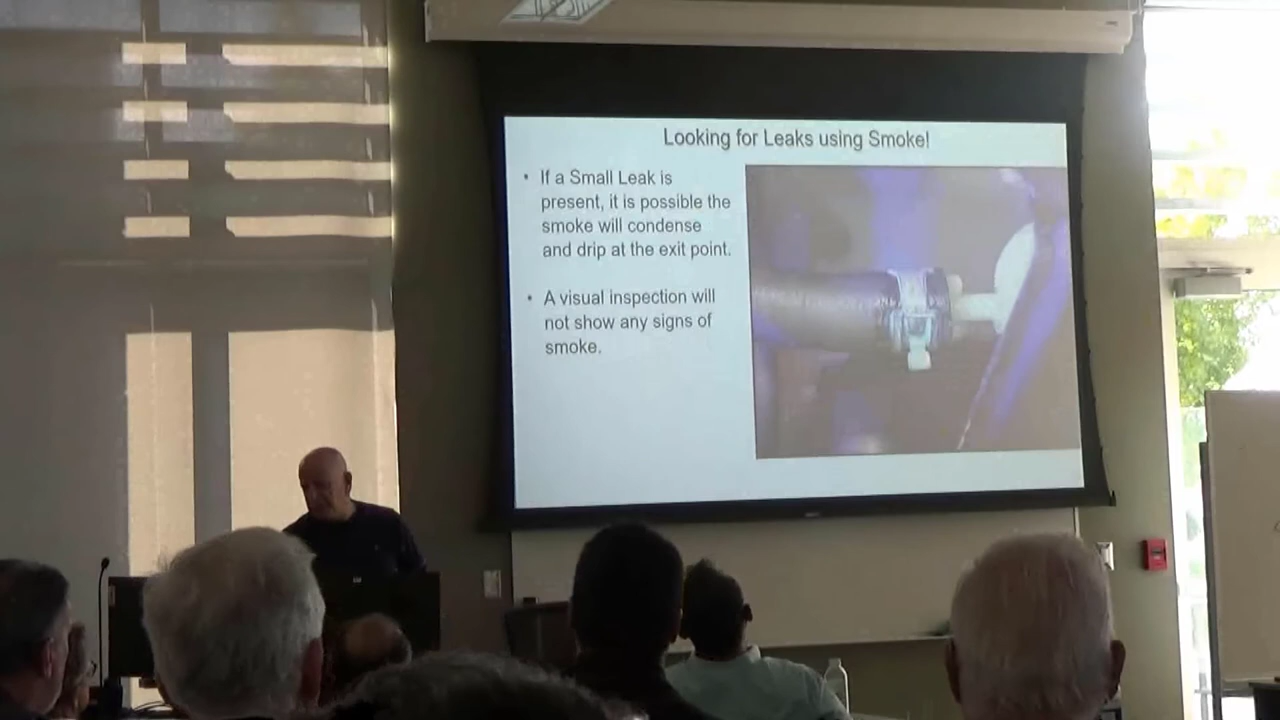 Looking for Leaks using Smoke!
• If a Small Leak is
present, it is possible the
smoke will condense
and drip at the exit point.
• A visual inspection will
not show any signs of
smoke.